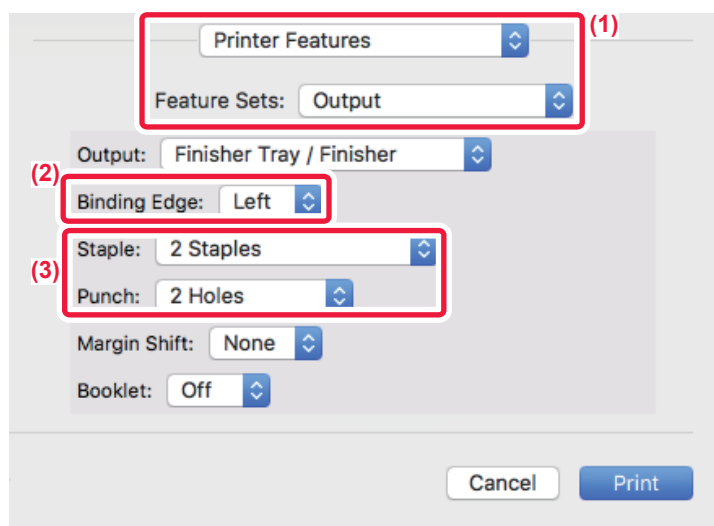 Printer Features
(1)
Feature Sets: Output
Output: Finisher Tray / Finisher
(2)
Binding Edge: Left
Staple: 2 Staples
(3)
Punch: 2 Holes
Margin Shift: None
Booklet: Off
Cancel Print